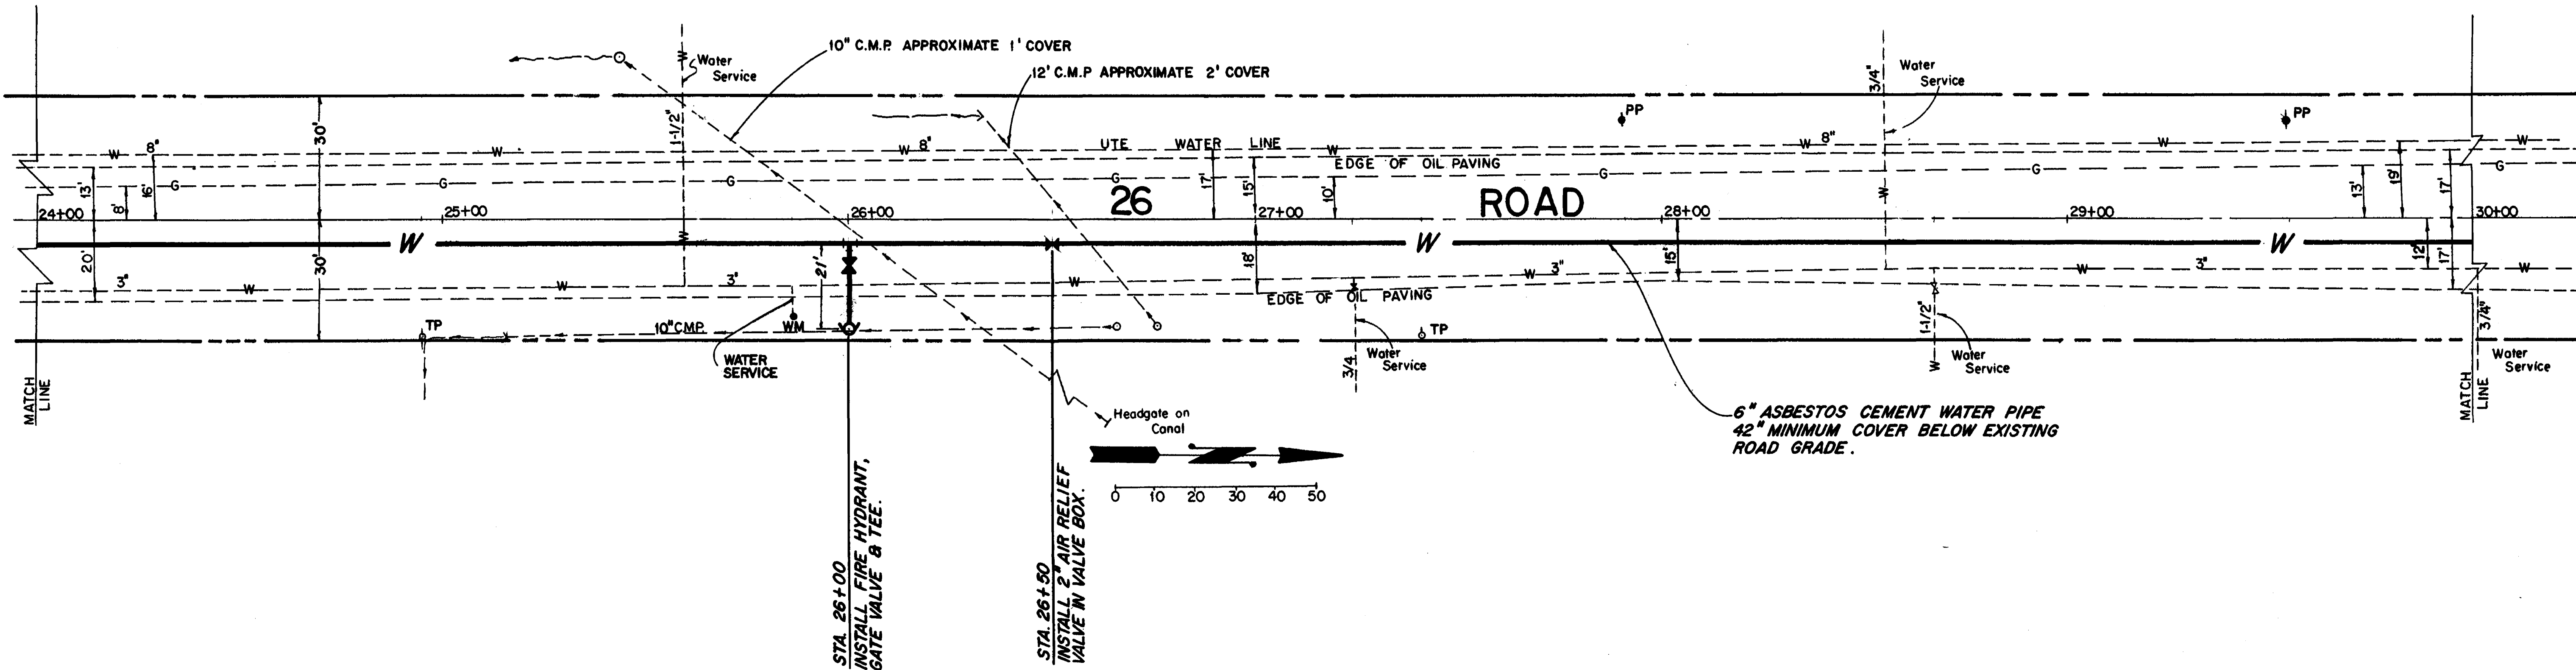 10" C.M.P. APPROXIMATE 1' COVER
12' C.M.P APPROXIMATE 2' COVER
W
Water
Service
3/4"
Water
Service
PP
PP
30'
1-1/2"
W
8"
W
W 8"
UTE WATER LINE
W
W
8"
W
W
EDGE OF OIL PAVING
G
G
G
G
G
G
G
13'
8'
16'
17'
15'
10'
W
13'
19'
17'
26 ROAD
24+00
25+00
26+00
27+00
28+00
29+00
30+00
W
W
W
W
20'
30'
21'
18'
15'
12'
17'
3"
W
W
3"
W
W
3"
W
3"
W
EDGE OF OIL PAVING
TP
10" CMP
WM
TP
WATER
SERVICE
3/4
Water
Service
1-1/2"
W
Water
Service
3/4"
Water
Service
MATCH
LINE
MATCH
LINE
Headgate on
Canal
6" ASBESTOS CEMENT WATER PIPE
42" MINIMUM COVER BELOW EXISTING
ROAD GRADE.
0 10 20 30 40 50
STA. 26+00
INSTALL FIRE HYDRANT,
GATE VALVE & TEE.
STA. 26+50
INSTALL 2" AIR RELIEF
VALVE IN VALVE BOX.